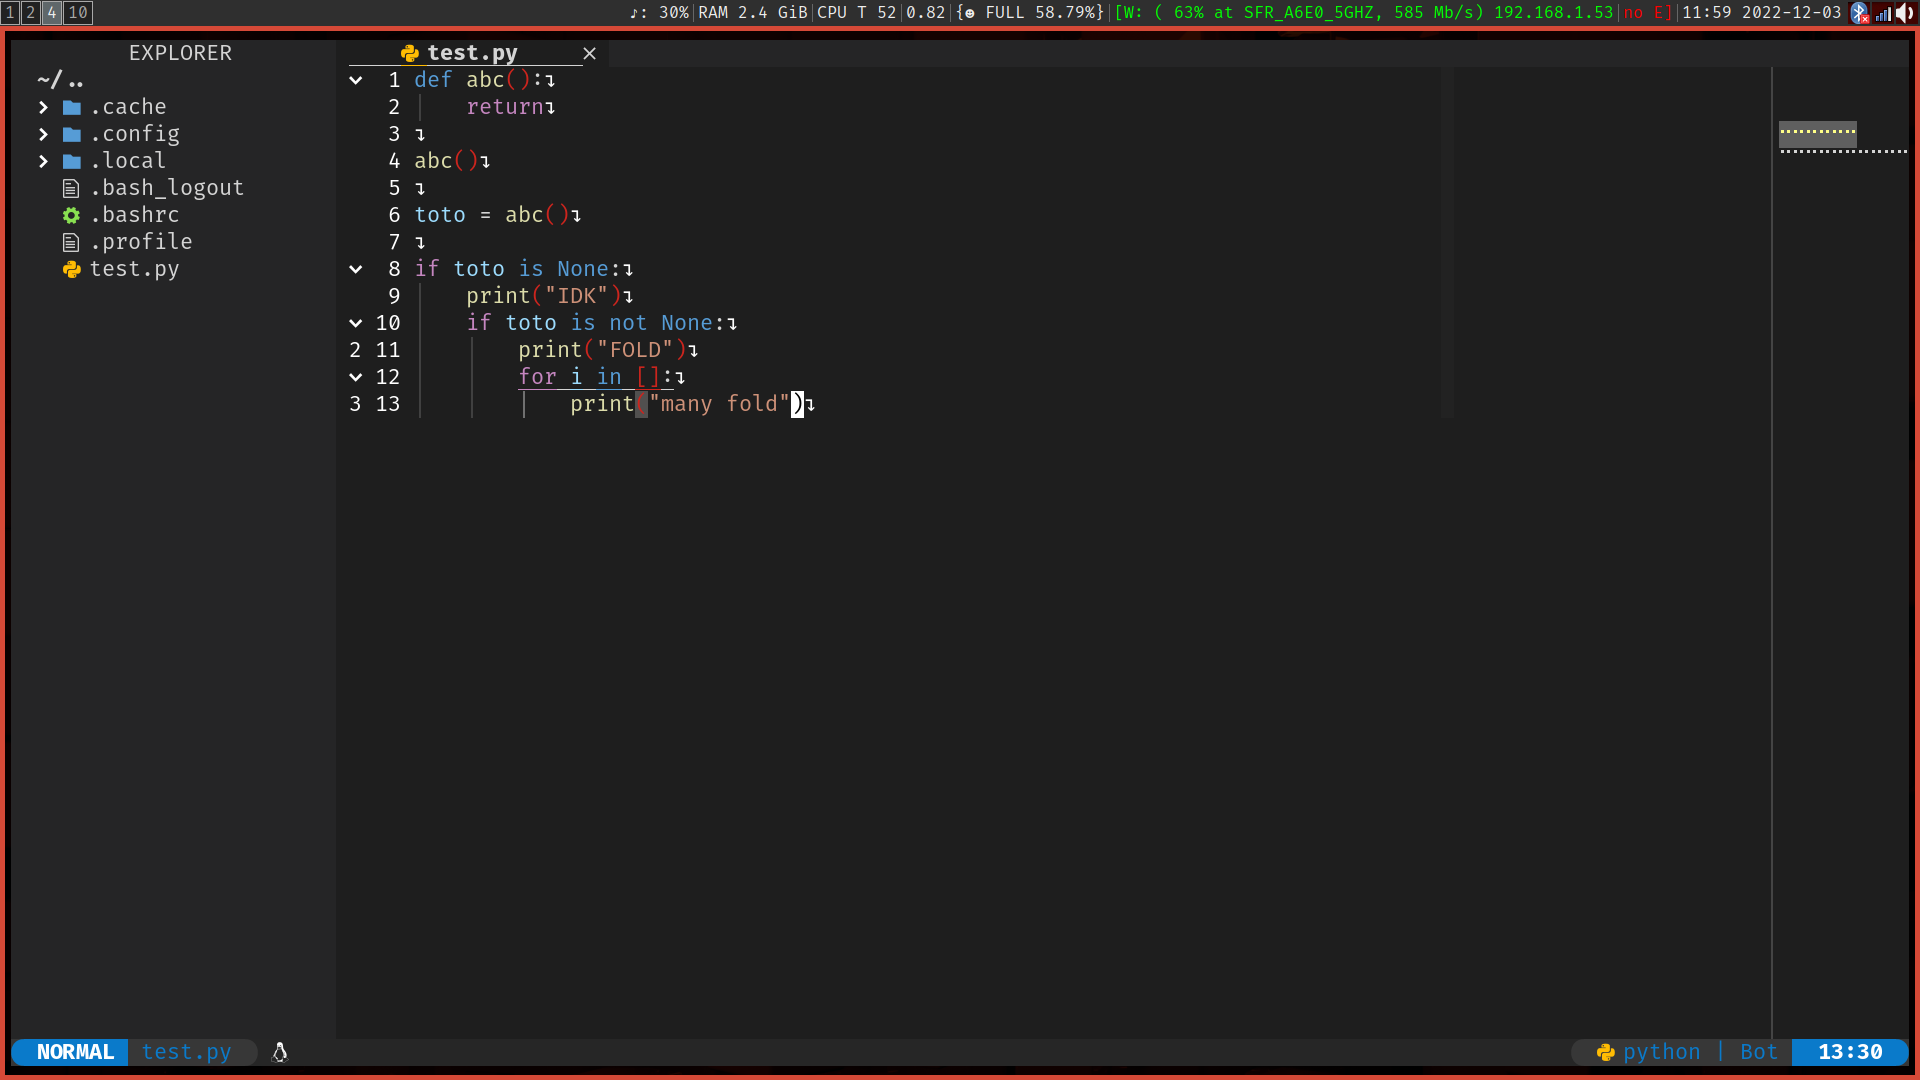 1 2 4 10 ♪: 30%|RAM 2.4 GiB|CPU T 52|0.82|{☻ FULL 58.79%}|[W: ( 63% at SFR_A6E0_5GHZ, 585 Mb/s) 192.168.1.53|no E]|11:59 2022-12-03
EXPLORER
~/..
.cache
.config
.local
.bash_logout
.bashrc
.profile
test.py
test.py ×
1 def abc():↴
2     return↴
3 ↴
4 abc()↴
5 ↴
6 toto = abc()↴
7 ↴
8 if toto is None:↴
9     print("IDK")↴
10     if toto is not None:↴
2 11         print("FOLD")↴
12         for i in []:↴
3 13             print("many fold")↴
NORMAL test.py
python | Bot 13:30